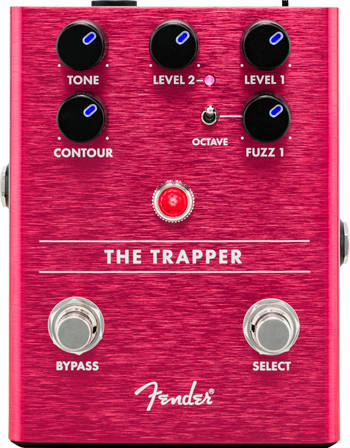 TONE LEVEL 2 LEVEL 1
OCTAVE
CONTOUR FUZZ 1
THE TRAPPER
BYPASS SELECT
Fender